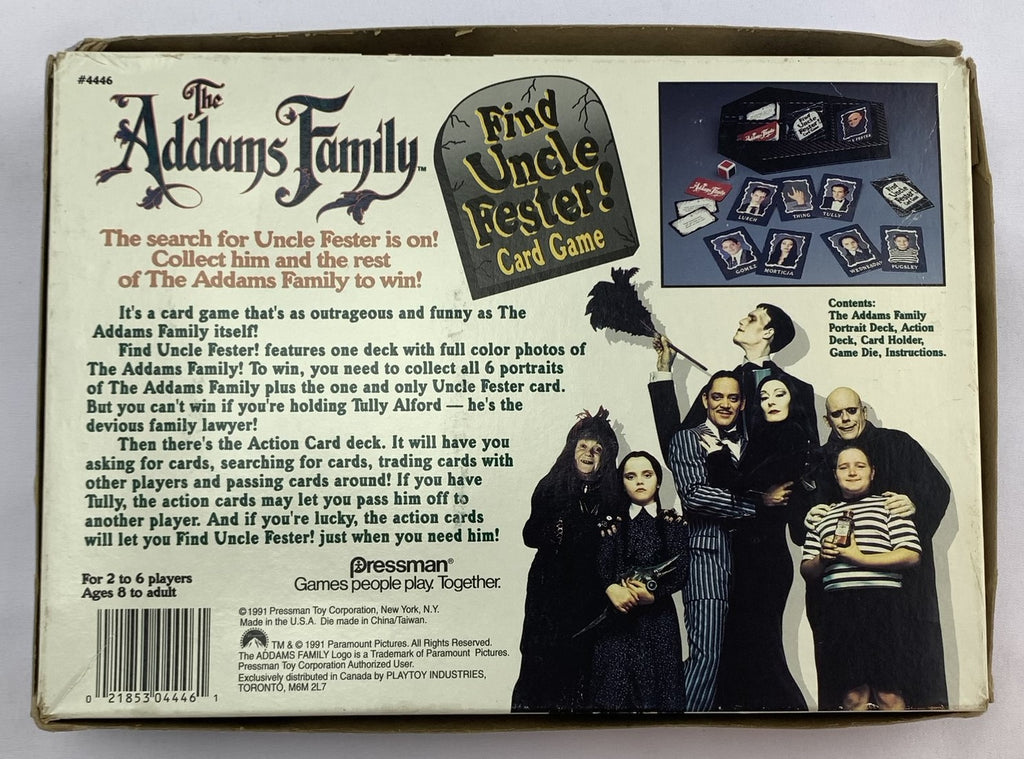 #4446
The
Addams Family™
Find
Uncle
Fester!
Card Game
The search for Uncle Fester is on!
Collect him and the rest
of The Addams Family to win!
It's a card game that's as outrageous and funny as The
Addams Family itself!
Find Uncle Fester! features one deck with full color photos of
The Addams Family! To win, you need to collect all 6 portraits
of The Addams Family plus the one and only Uncle Fester card.
But you can't win if you're holding Tully Alford — he's the
devious family lawyer!
Then there's the Action Card deck. It will have you
asking for cards, searching for cards, trading cards with
other players and passing cards around! If you have
Tully, the action cards may let you pass him off to
another player. And if you're lucky, the action cards
will let you Find Uncle Fester! just when you need him!
Pressman®
Games people play. Together.
For 2 to 6 players
Ages 8 to adult
©1991 Pressman Toy Corporation, New York, N.Y.
Made in the U.S.A. Die made in China/Taiwan.
TM & © 1991 Paramount Pictures. All Rights Reserved.
The ADDAMS FAMILY Logo is a Trademark of Paramount Pictures.
Pressman Toy Corporation Authorized User.
Exclusively distributed in Canada by PLAYTOY INDUSTRIES,
TORONTO, M6M 2L7
0 21853 04446 1
Addams Family
Find
Uncle
Fester
Addams Family
LURCH
THING
TULLY
Find
Uncle
Fester
GOMEZ
MORTICIA
WEDNESDAY
PUGSLEY
Contents:
The Addams Family
Portrait Deck, Action
Deck, Card Holder,
Game Die, Instructions.